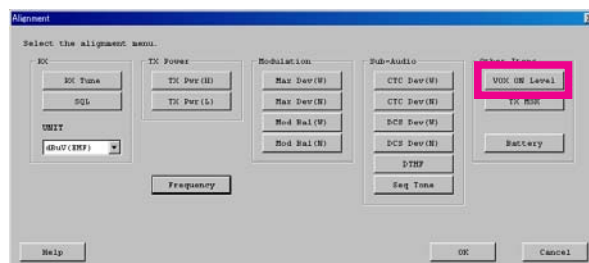 Alignment
Select the alignment menu.
RX
RX Tune
SQL
UNIT
dBuV(EMF)
TX Power
TX Pwr(H)
TX Pwr(L)
Frequency
Modulation
Max Dev(W)
Max Dev(N)
Mod Bal(W)
Mod Bal(N)
Sub-Audio
CTC Dev(W)
CTC Dev(N)
DCS Dev(W)
DCS Dev(N)
DTMF
Seq Tone
Other Items
VOX ON Level
TX MSK
Battery
Help
OK
Cancel